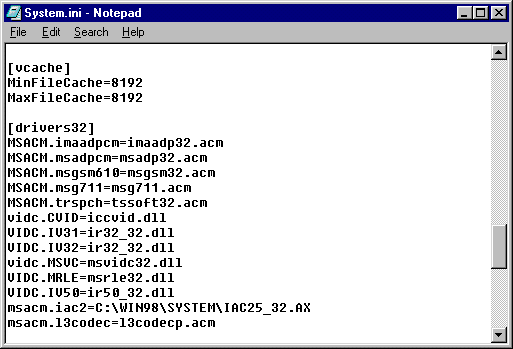 System.ini - Notepad
File Edit Search Help
[vcache]
MinFileCache=8192
MaxFileCache=8192
[drivers32]
MSACM.imaadpcm=imaadp32.acm
MSACM.msadpcm=msadp32.acm
MSACM.msgsm610=msgsm32.acm
MSACM.msg711=msg711.acm
MSACM.trspch=tssoft32.acm
vidc.CVID=iccvid.dll
VIDC.IV31=ir32_32.dll
VIDC.IV32=ir32_32.dll
vidc.MSVC=msvidc32.dll
VIDC.MRLE=msrle32.dll
VIDC.IV50=ir50_32.dll
msacm.iac2=C:\WIN98\SYSTEM\IAC25_32.AX
msacm.l3codec=l3codecp.acm